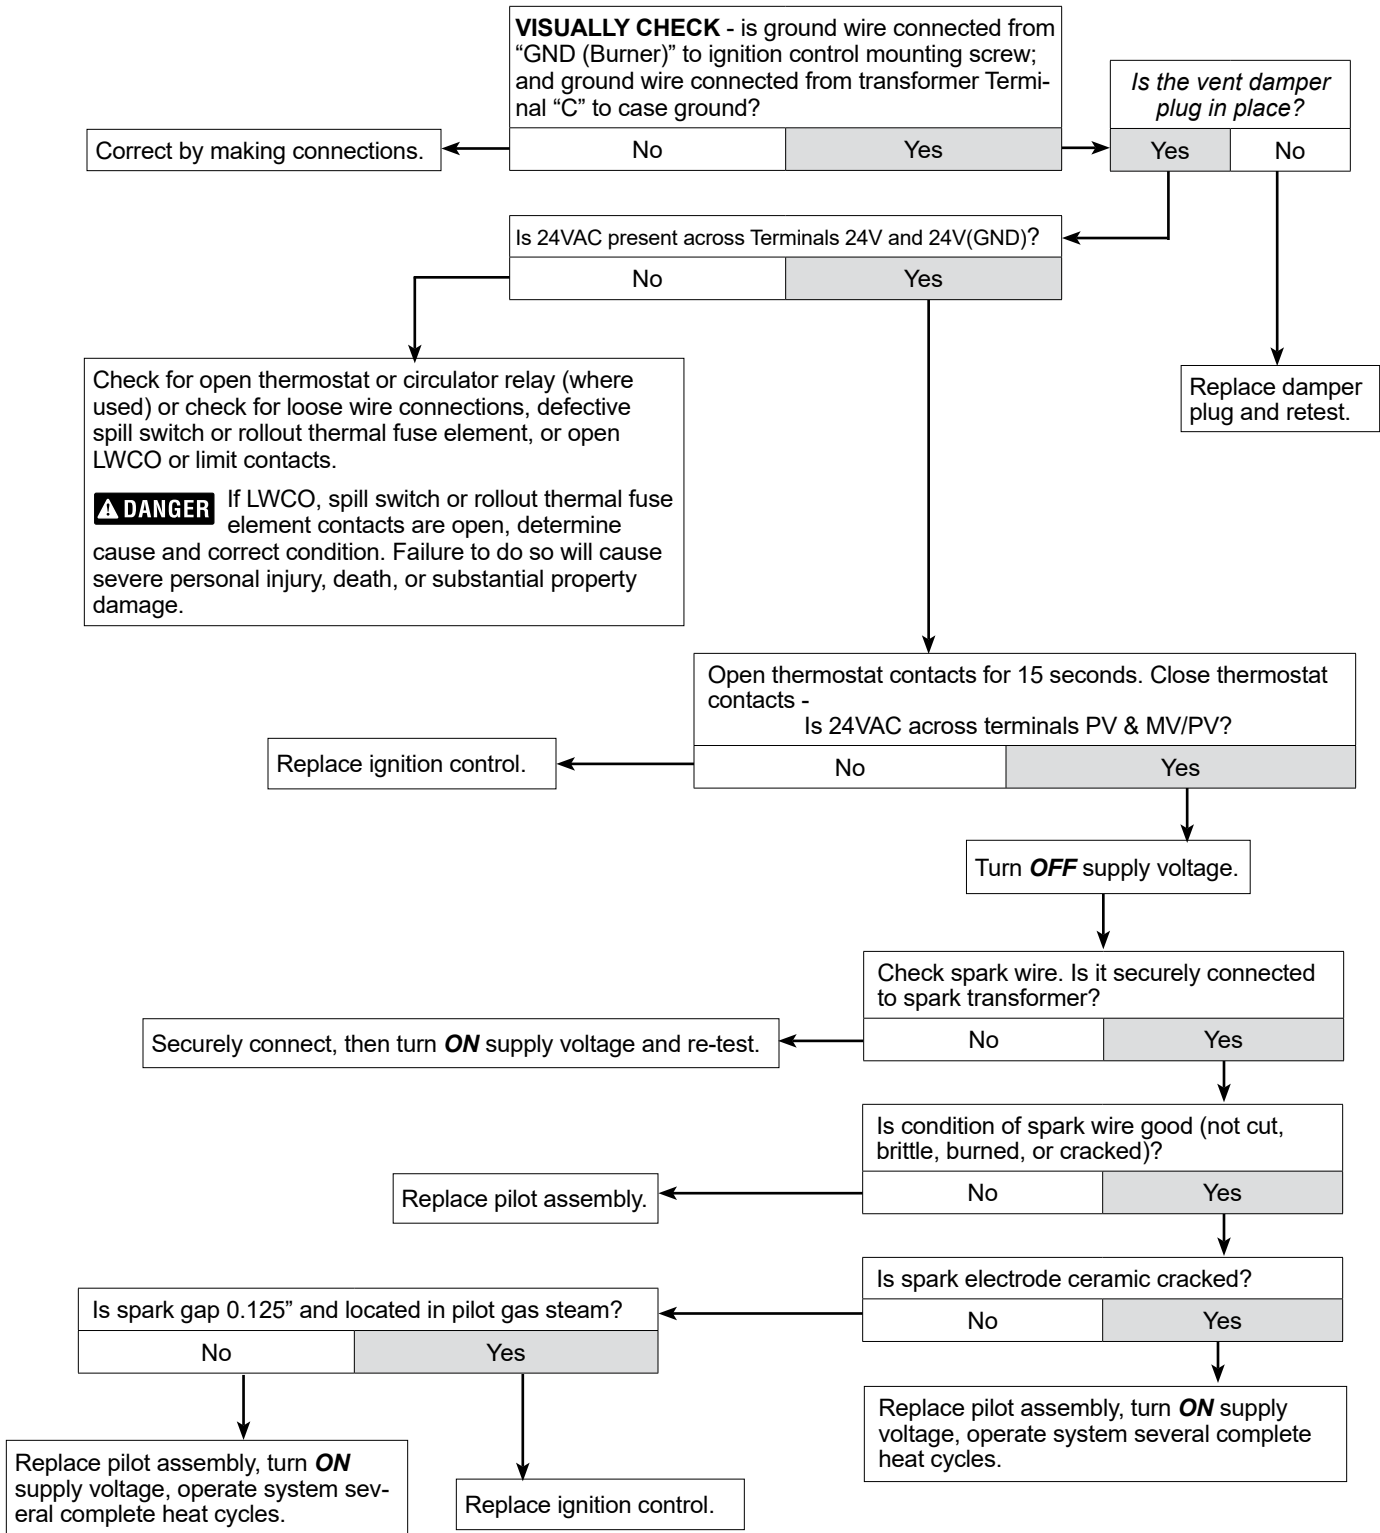 VISUALLY CHECK - is ground wire connected from
“GND (Burner)” to ignition control mounting screw;
and ground wire connected from transformer Termi-
nal “C” to case ground?
No
Yes
Is the vent damper
plug in place?
Yes
No
Correct by making connections.
Is 24VAC present across Terminals 24V and 24V(GND)?
No
Yes
Check for open thermostat or circulator relay (where
used) or check for loose wire connections, defective
spill switch or rollout thermal fuse element, or open
LWCO or limit contacts.
DANGER If LWCO, spill switch or rollout thermal fuse
element contacts are open, determine
cause and correct condition. Failure to do so will cause
severe personal injury, death, or substantial property
damage.
Replace damper
plug and retest.
Open thermostat contacts for 15 seconds. Close thermostat
contacts -
Is 24VAC across terminals PV & MV/PV?
No
Yes
Replace ignition control.
Turn OFF supply voltage.
Check spark wire. Is it securely connected
to spark transformer?
No
Yes
Securely connect, then turn ON supply voltage and re-test.
Is condition of spark wire good (not cut,
brittle, burned, or cracked)?
No
Yes
Replace pilot assembly.
Is spark electrode ceramic cracked?
No
Yes
Is spark gap 0.125” and located in pilot gas steam?
No
Yes
Replace pilot assembly, turn ON supply
voltage, operate system several complete
heat cycles.
Replace pilot assembly, turn ON
supply voltage, operate system sev-
eral complete heat cycles.
Replace ignition control.